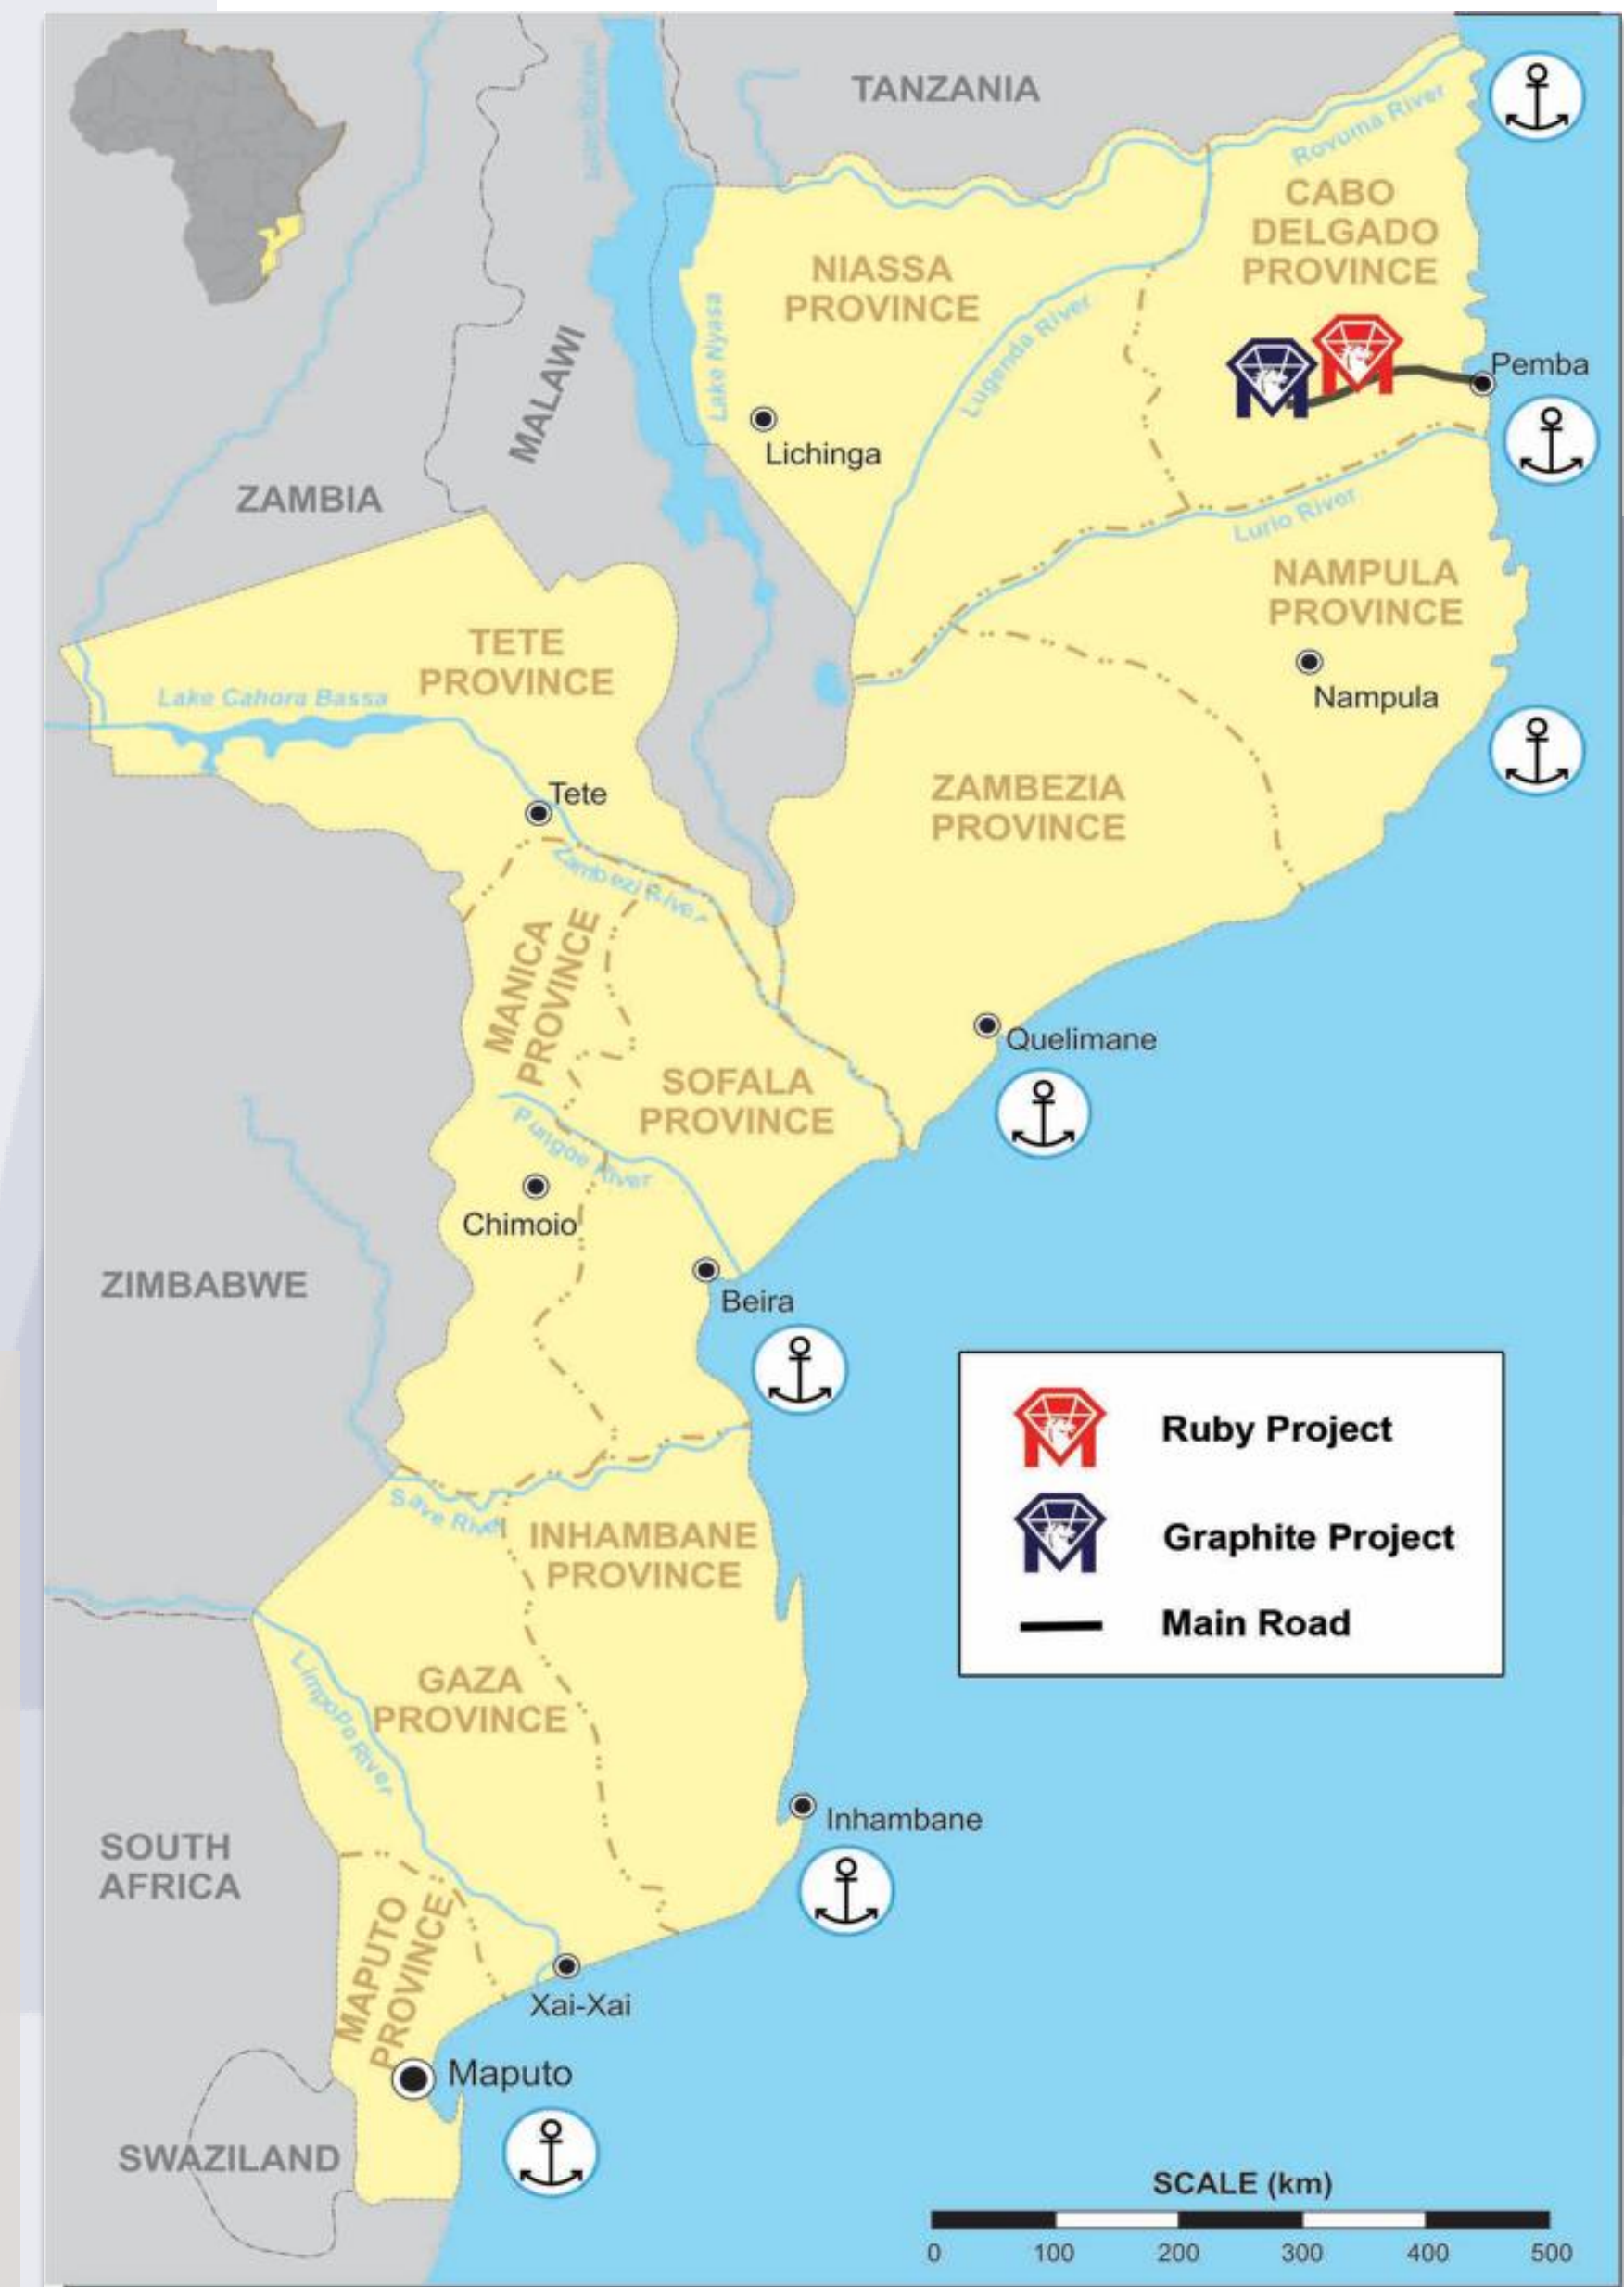 TANZANIA
Rovuma River
CABO
DELGADO
PROVINCE
NIASSA
PROVINCE
Lugenda River
Lake Nyasa
MALAWI
Pemba
Lichinga
ZAMBIA
Lurio River
NAMPULA
PROVINCE
Nampula
TETE
PROVINCE
Lake Cahora Bassa
Tete
ZAMBEZIA
PROVINCE
Zambezi River
MANICA
PROVINCE
Quelimane
SOFALA
PROVINCE
Pungoe River
Chimoio
ZIMBABWE
Beira
Ruby Project
Graphite Project
Main Road
Save River
INHAMBANE
PROVINCE
GAZA
PROVINCE
LimpoPo River
Inhambane
SOUTH
AFRICA
MAPUTO
PROVINCE
Xai-Xai
Maputo
SWAZILAND
SCALE (km)
0 100 200 300 400 500